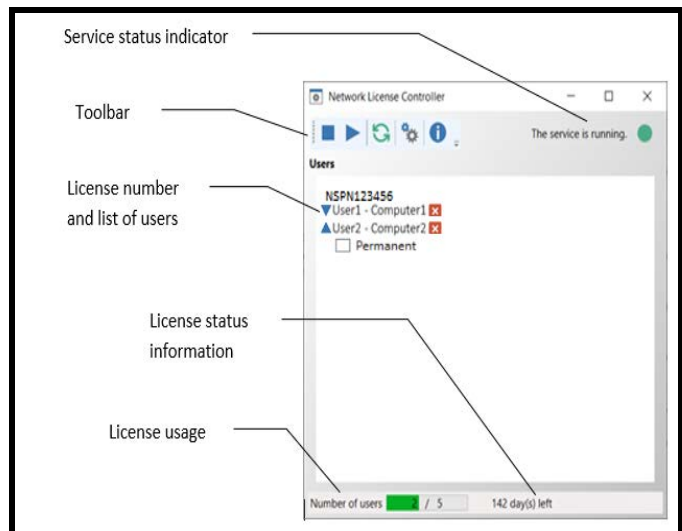 Service status indicator
Network License Controller
Toolbar
The service is running.
Users
License number
and list of users
NSPN123456
User1 - Computer1
User2 - Computer2
Permanent
License status
information
License usage
Number of users 2 / 5 142 day(s) left